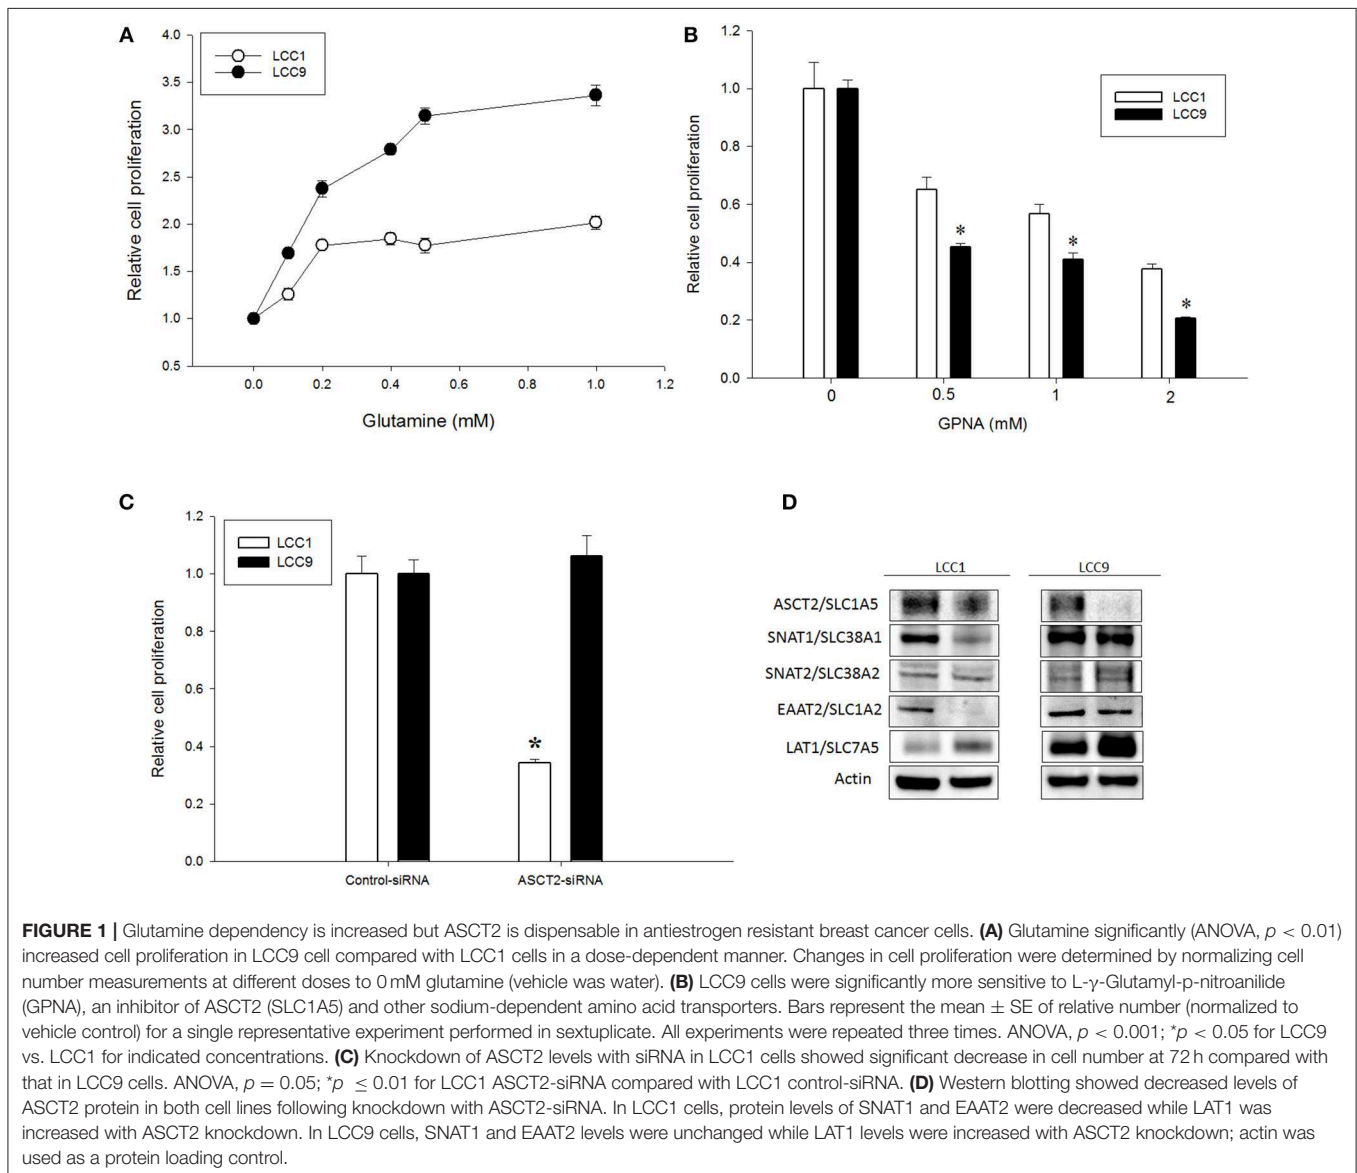 A
LCC1
LCC9
Relative cell proliferation
4.0
3.5
3.0
2.5
2.0
1.5
1.0
0.5
0.0
0.2
0.4
0.6
0.8
1.0
1.2
Glutamine (mM)
B
LCC1
LCC9
Relative cell proliferation
1.2
1.0
0.8
0.6
0.4
0.2
0.0
*
*
*
0
0.5
1
2
GPNA (mM)
C
LCC1
LCC9
Relative cell proliferation
1.2
1.0
0.8
0.6
0.4
0.2
0.0
*
Control-siRNA
ASCT2-siRNA
D
LCC1
LCC9
ASCT2/SLC1A5
SNAT1/SLC38A1
SNAT2/SLC38A2
EAAT2/SLC1A2
LAT1/SLC7A5
Actin
FIGURE 1 | Glutamine dependency is increased but ASCT2 is dispensable in antiestrogen resistant breast cancer cells. (A) Glutamine significantly (ANOVA, p < 0.01)
increased cell proliferation in LCC9 cell compared with LCC1 cells in a dose-dependent manner. Changes in cell proliferation were determined by normalizing cell
number measurements at different doses to 0 mM glutamine (vehicle was water). (B) LCC9 cells were significantly more sensitive to L-γ-Glutamyl-p-nitroanilide
(GPNA), an inhibitor of ASCT2 (SLC1A5) and other sodium-dependent amino acid transporters. Bars represent the mean ± SE of relative number (normalized to
vehicle control) for a single representative experiment performed in sextuplicate. All experiments were repeated three times. ANOVA, p < 0.001; *p < 0.05 for LCC9
vs. LCC1 for indicated concentrations. (C) Knockdown of ASCT2 levels with siRNA in LCC1 cells showed significant decrease in cell number at 72 h compared with
that in LCC9 cells. ANOVA, p = 0.05; *p ≤ 0.01 for LCC1 ASCT2-siRNA compared with LCC1 control-siRNA. (D) Western blotting showed decreased levels of
ASCT2 protein in both cell lines following knockdown with ASCT2-siRNA. In LCC1 cells, protein levels of SNAT1 and EAAT2 were decreased while LAT1 was
increased with ASCT2 knockdown. In LCC9 cells, SNAT1 and EAAT2 levels were unchanged while LAT1 levels were increased with ASCT2 knockdown; actin was
used as a protein loading control.